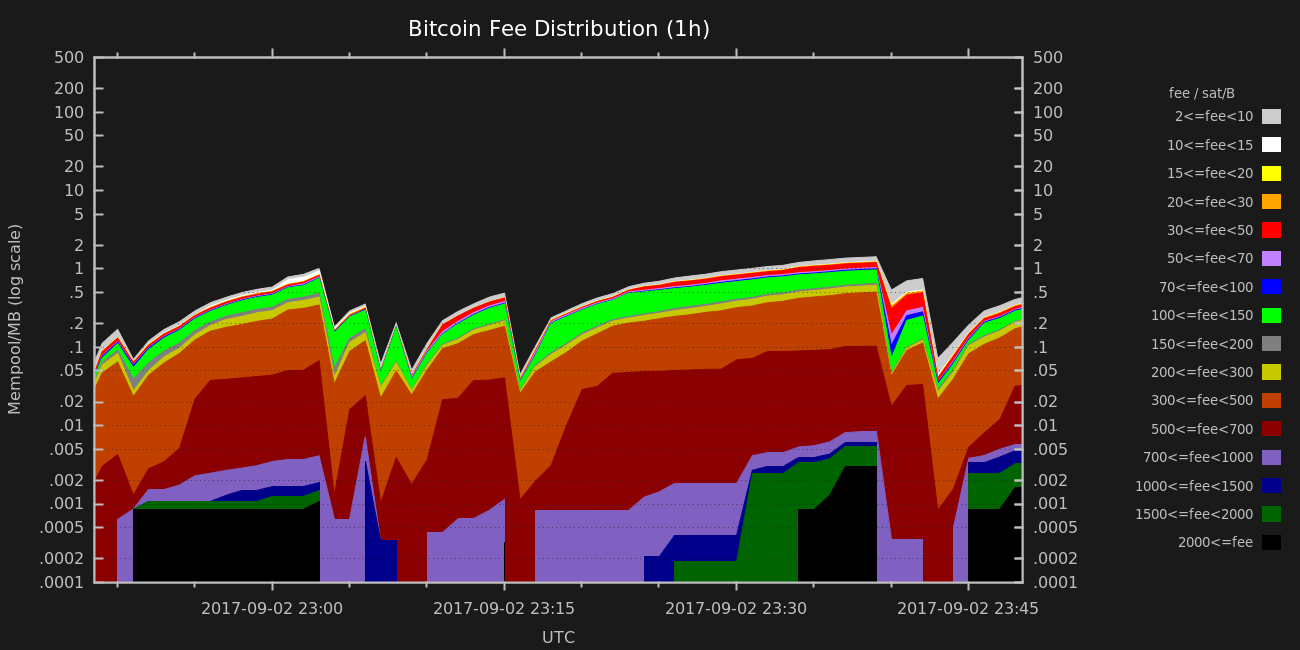 Bitcoin Fee Distribution (1h)
Mempool/MB (log scale)
500
200
100
50
20
10
5
2
1
.5
.2
.1
.05
.02
.01
.005
.002
.001
.0005
.0002
.0001
500
200
100
50
20
10
5
2
1
.5
.2
.1
.05
.02
.01
.005
.002
.001
.0005
.0002
.0001
2017-09-02 23:00
2017-09-02 23:15
2017-09-02 23:30
2017-09-02 23:45
UTC
fee / sat/B
2<=fee<10
10<=fee<15
15<=fee<20
20<=fee<30
30<=fee<50
50<=fee<70
70<=fee<100
100<=fee<150
150<=fee<200
200<=fee<300
300<=fee<500
500<=fee<700
700<=fee<1000
1000<=fee<1500
1500<=fee<2000
2000<=fee